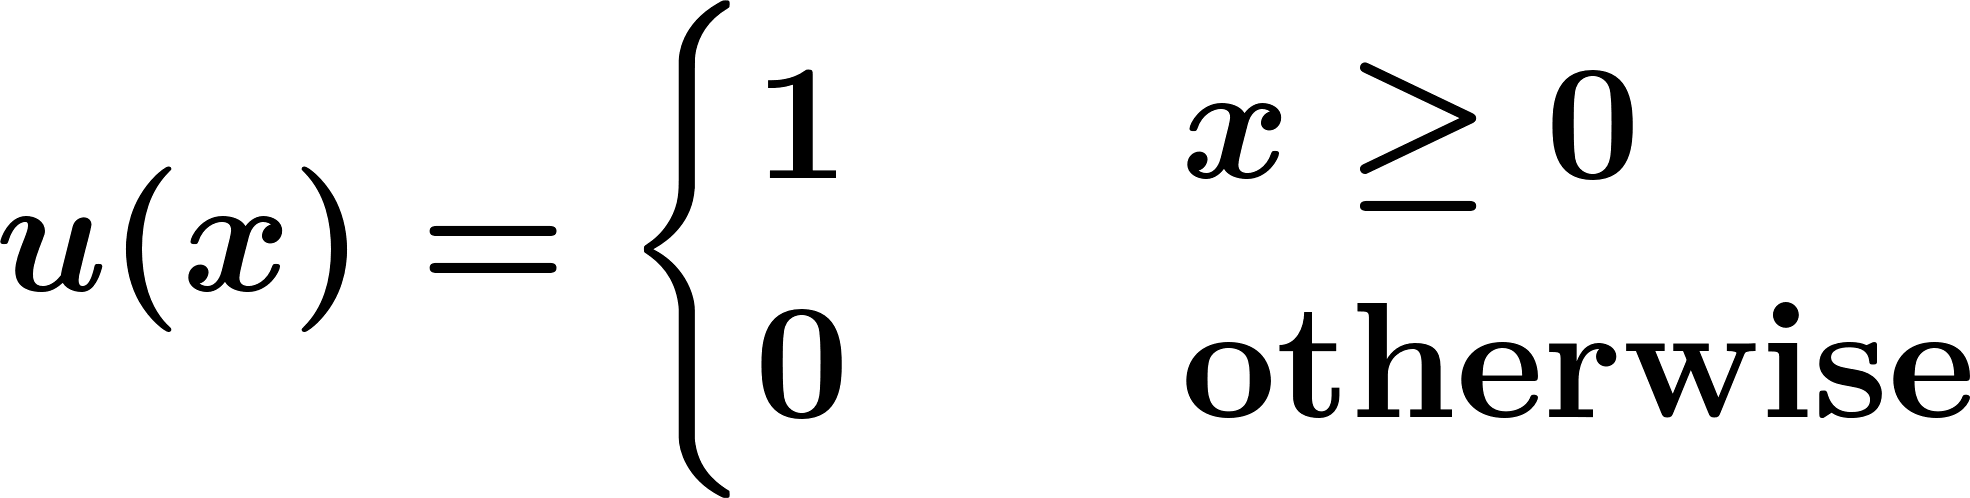 u(x) = { 1 x ≥ 0
0 otherwise